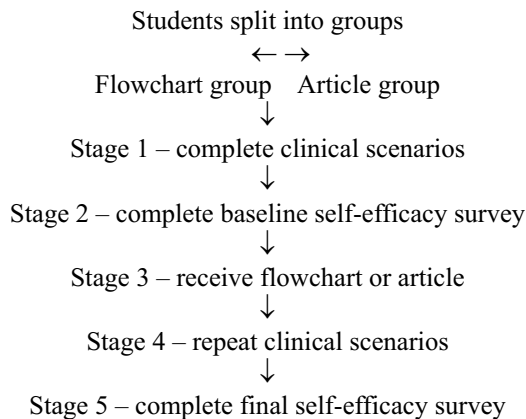 Students split into groups
← →
Flowchart group Article group
↓
Stage 1 – complete clinical scenarios
↓
Stage 2 – complete baseline self-efficacy survey
↓
Stage 3 – receive flowchart or article
↓
Stage 4 – repeat clinical scenarios
↓
Stage 5 – complete final self-efficacy survey